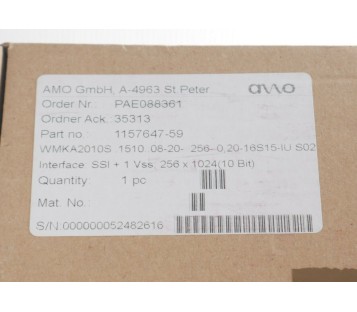 AMO GmbH, A-4963 St Peter
amo
Order Nr. PAE088361
Ordner Ack. 35313
Part no 1157647-59
WMKA2010S .1510 .08-20- .256- 0,20-16S15-IU S02
Interface: SSI + 1 Vss; 256 x 1024(10 Bit)
Quantity: 1 pc
Mat. No.
S/N:000000052482616